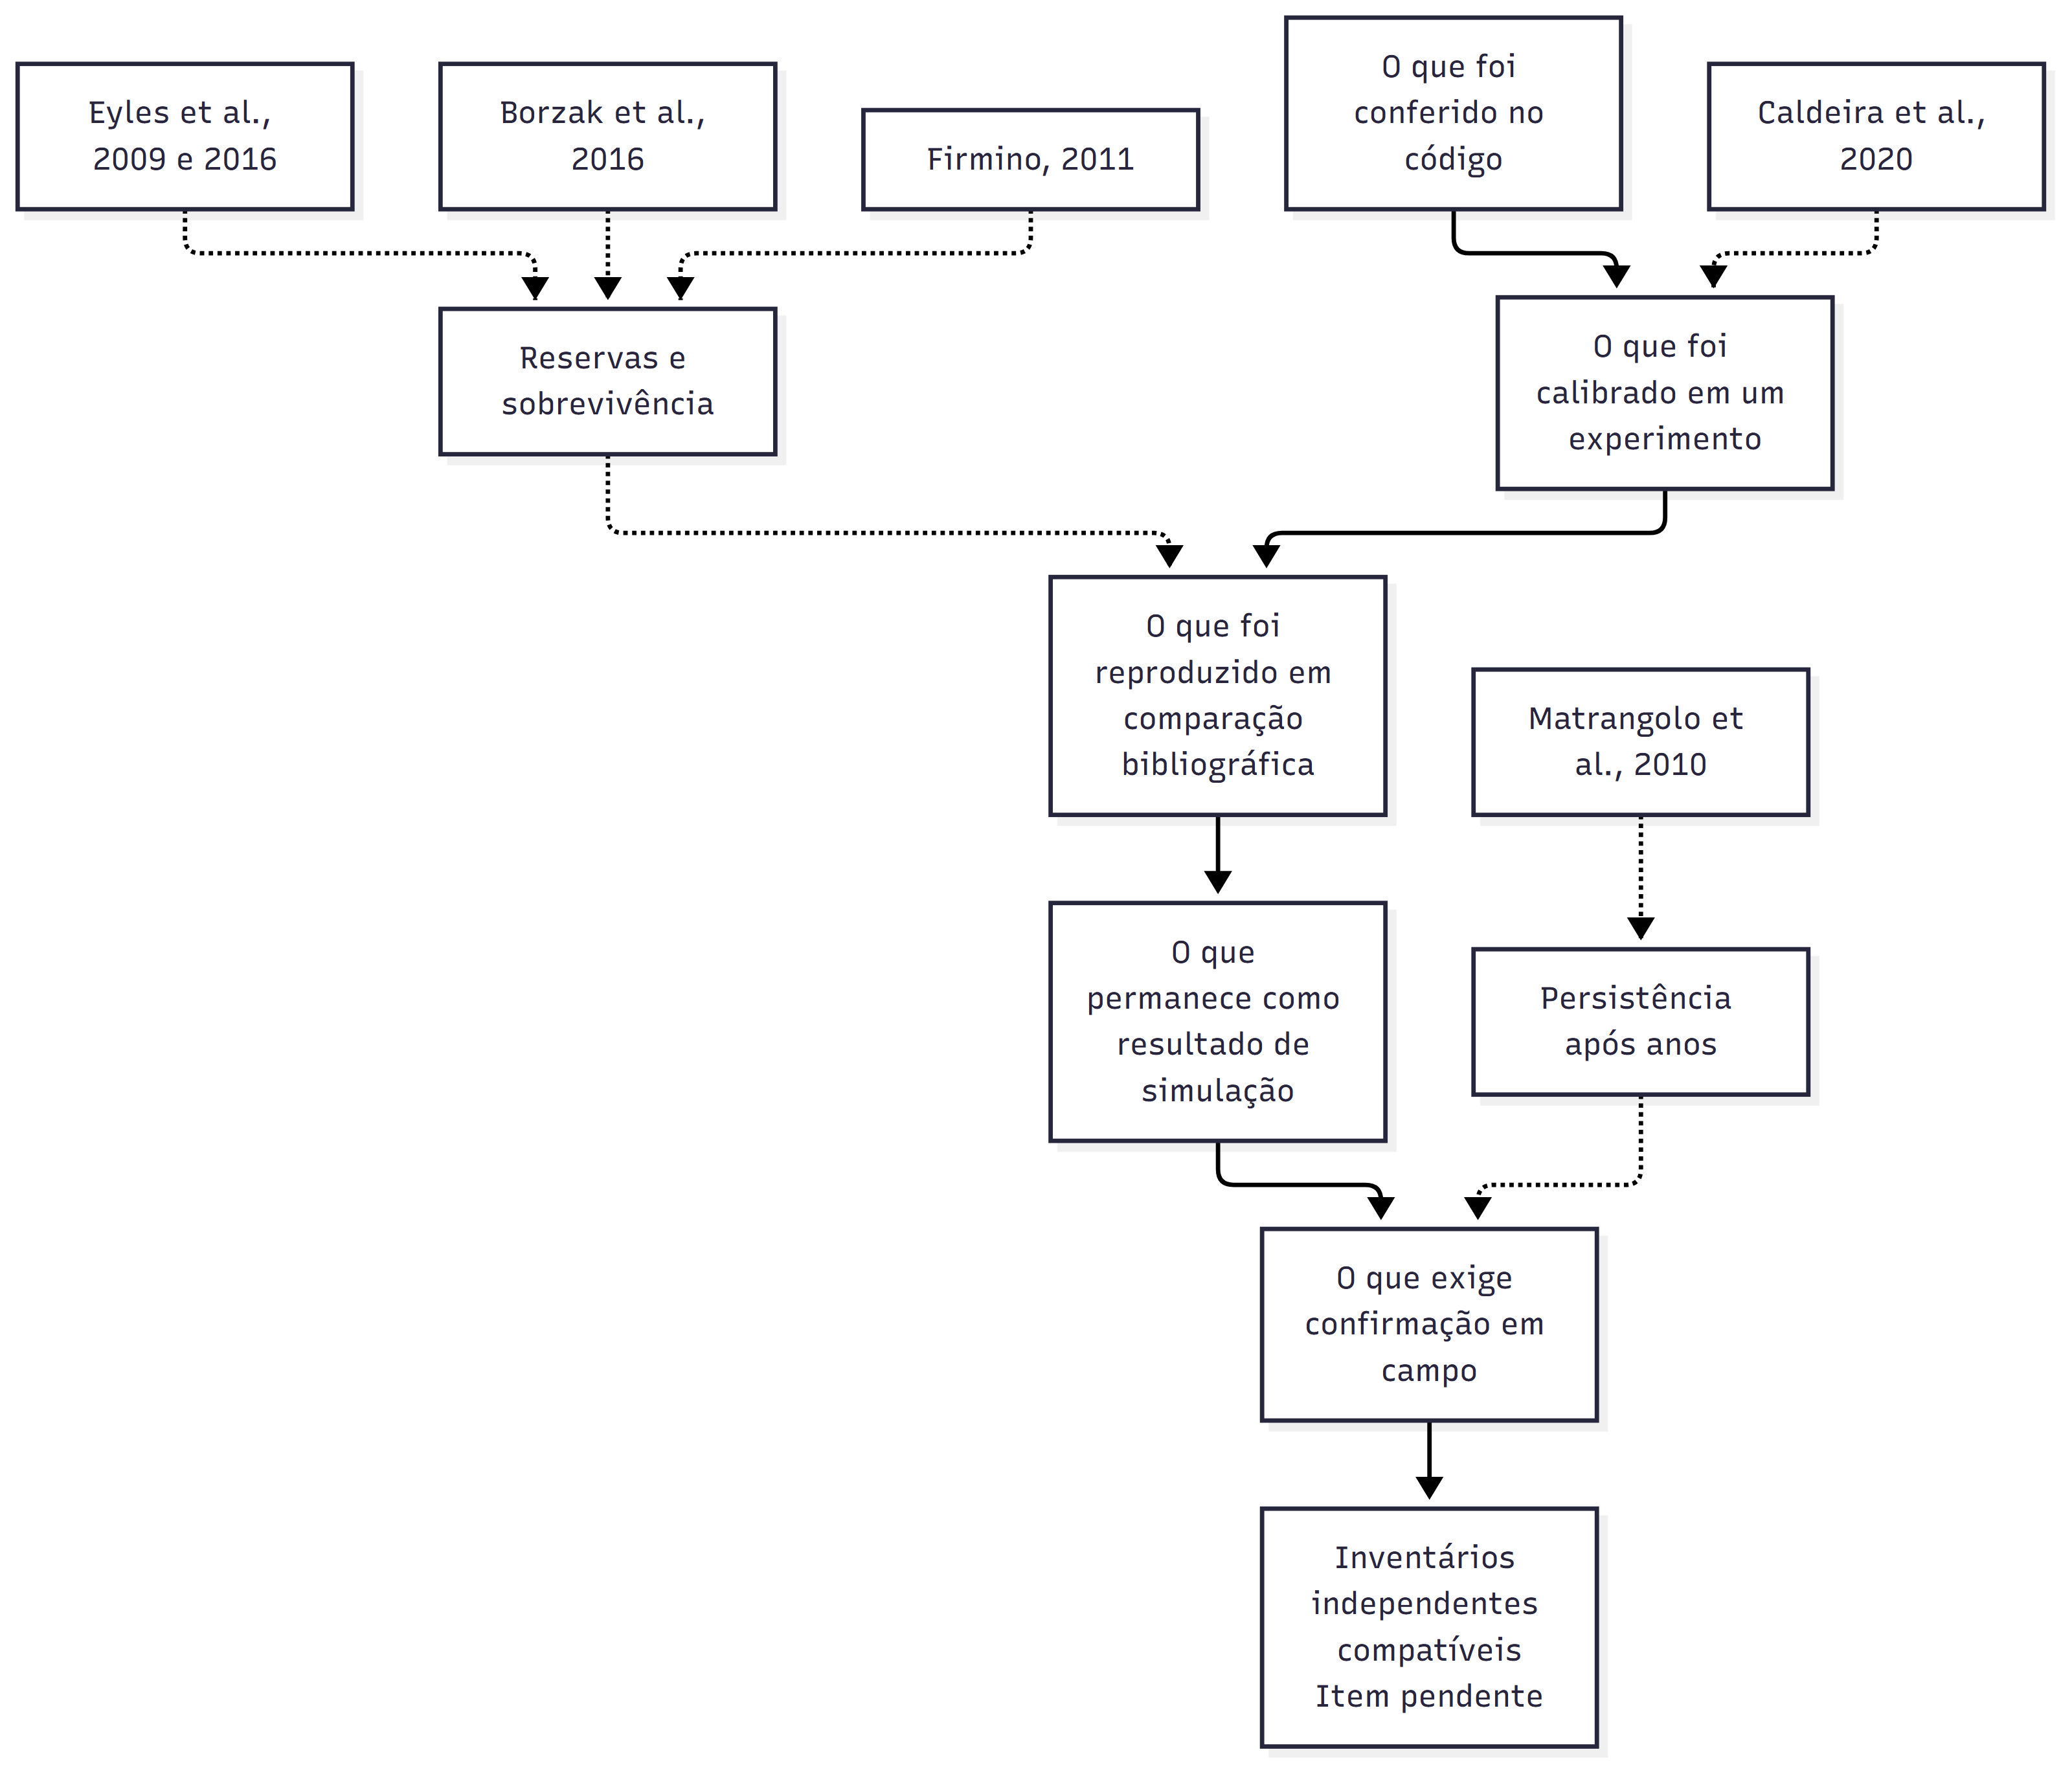 Eyles et al.,
2009 e 2016
Borzak et al.,
2016
Firmino, 2011
O que foi
conferido no
código
Caldeira et al.,
2020
Reservas e
sobrevivência
O que foi
calibrado em um
experimento
O que foi
reproduzido em
comparação
bibliográfica
Matrangolo et
al., 2010
O que
permanece como
resultado de
simulação
Persistência
após anos
O que exige
confirmação em
campo
Inventários
independentes
compatíveis
Item pendente